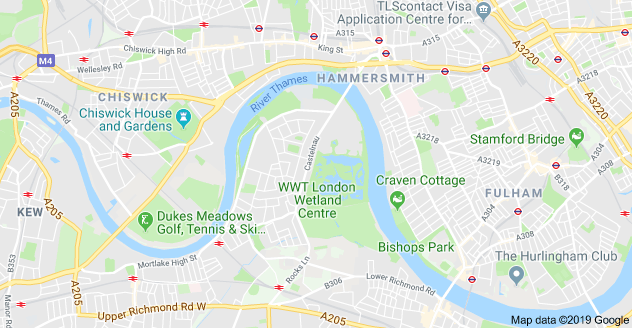 TLScontact Visa
Application Centre for...
A315
A315
King St
Chiswick High Rd
A3220
M4
Wellesley Rd
HAMMERSMITH
A3218
River Thames
A205
Thames Rd
CHISWICK
Chiswick House
and Gardens
A3220
Castelnau
A3218
Stamford Bridge
A304
A3219
WWT London
Wetland
Centre
Craven Cottage
B318
FULHAM
KEW
A205
Dukes Meadows
Golf, Tennis & Ski...
A304
A308
A308
Bishops Park
B353
Mortlake High St
Rocks Ln
The Hurlingham Club
A205
B306
Lower Richmond Rd
Manor Rd
Upper Richmond Rd W
A205
Map data ©2019 Google